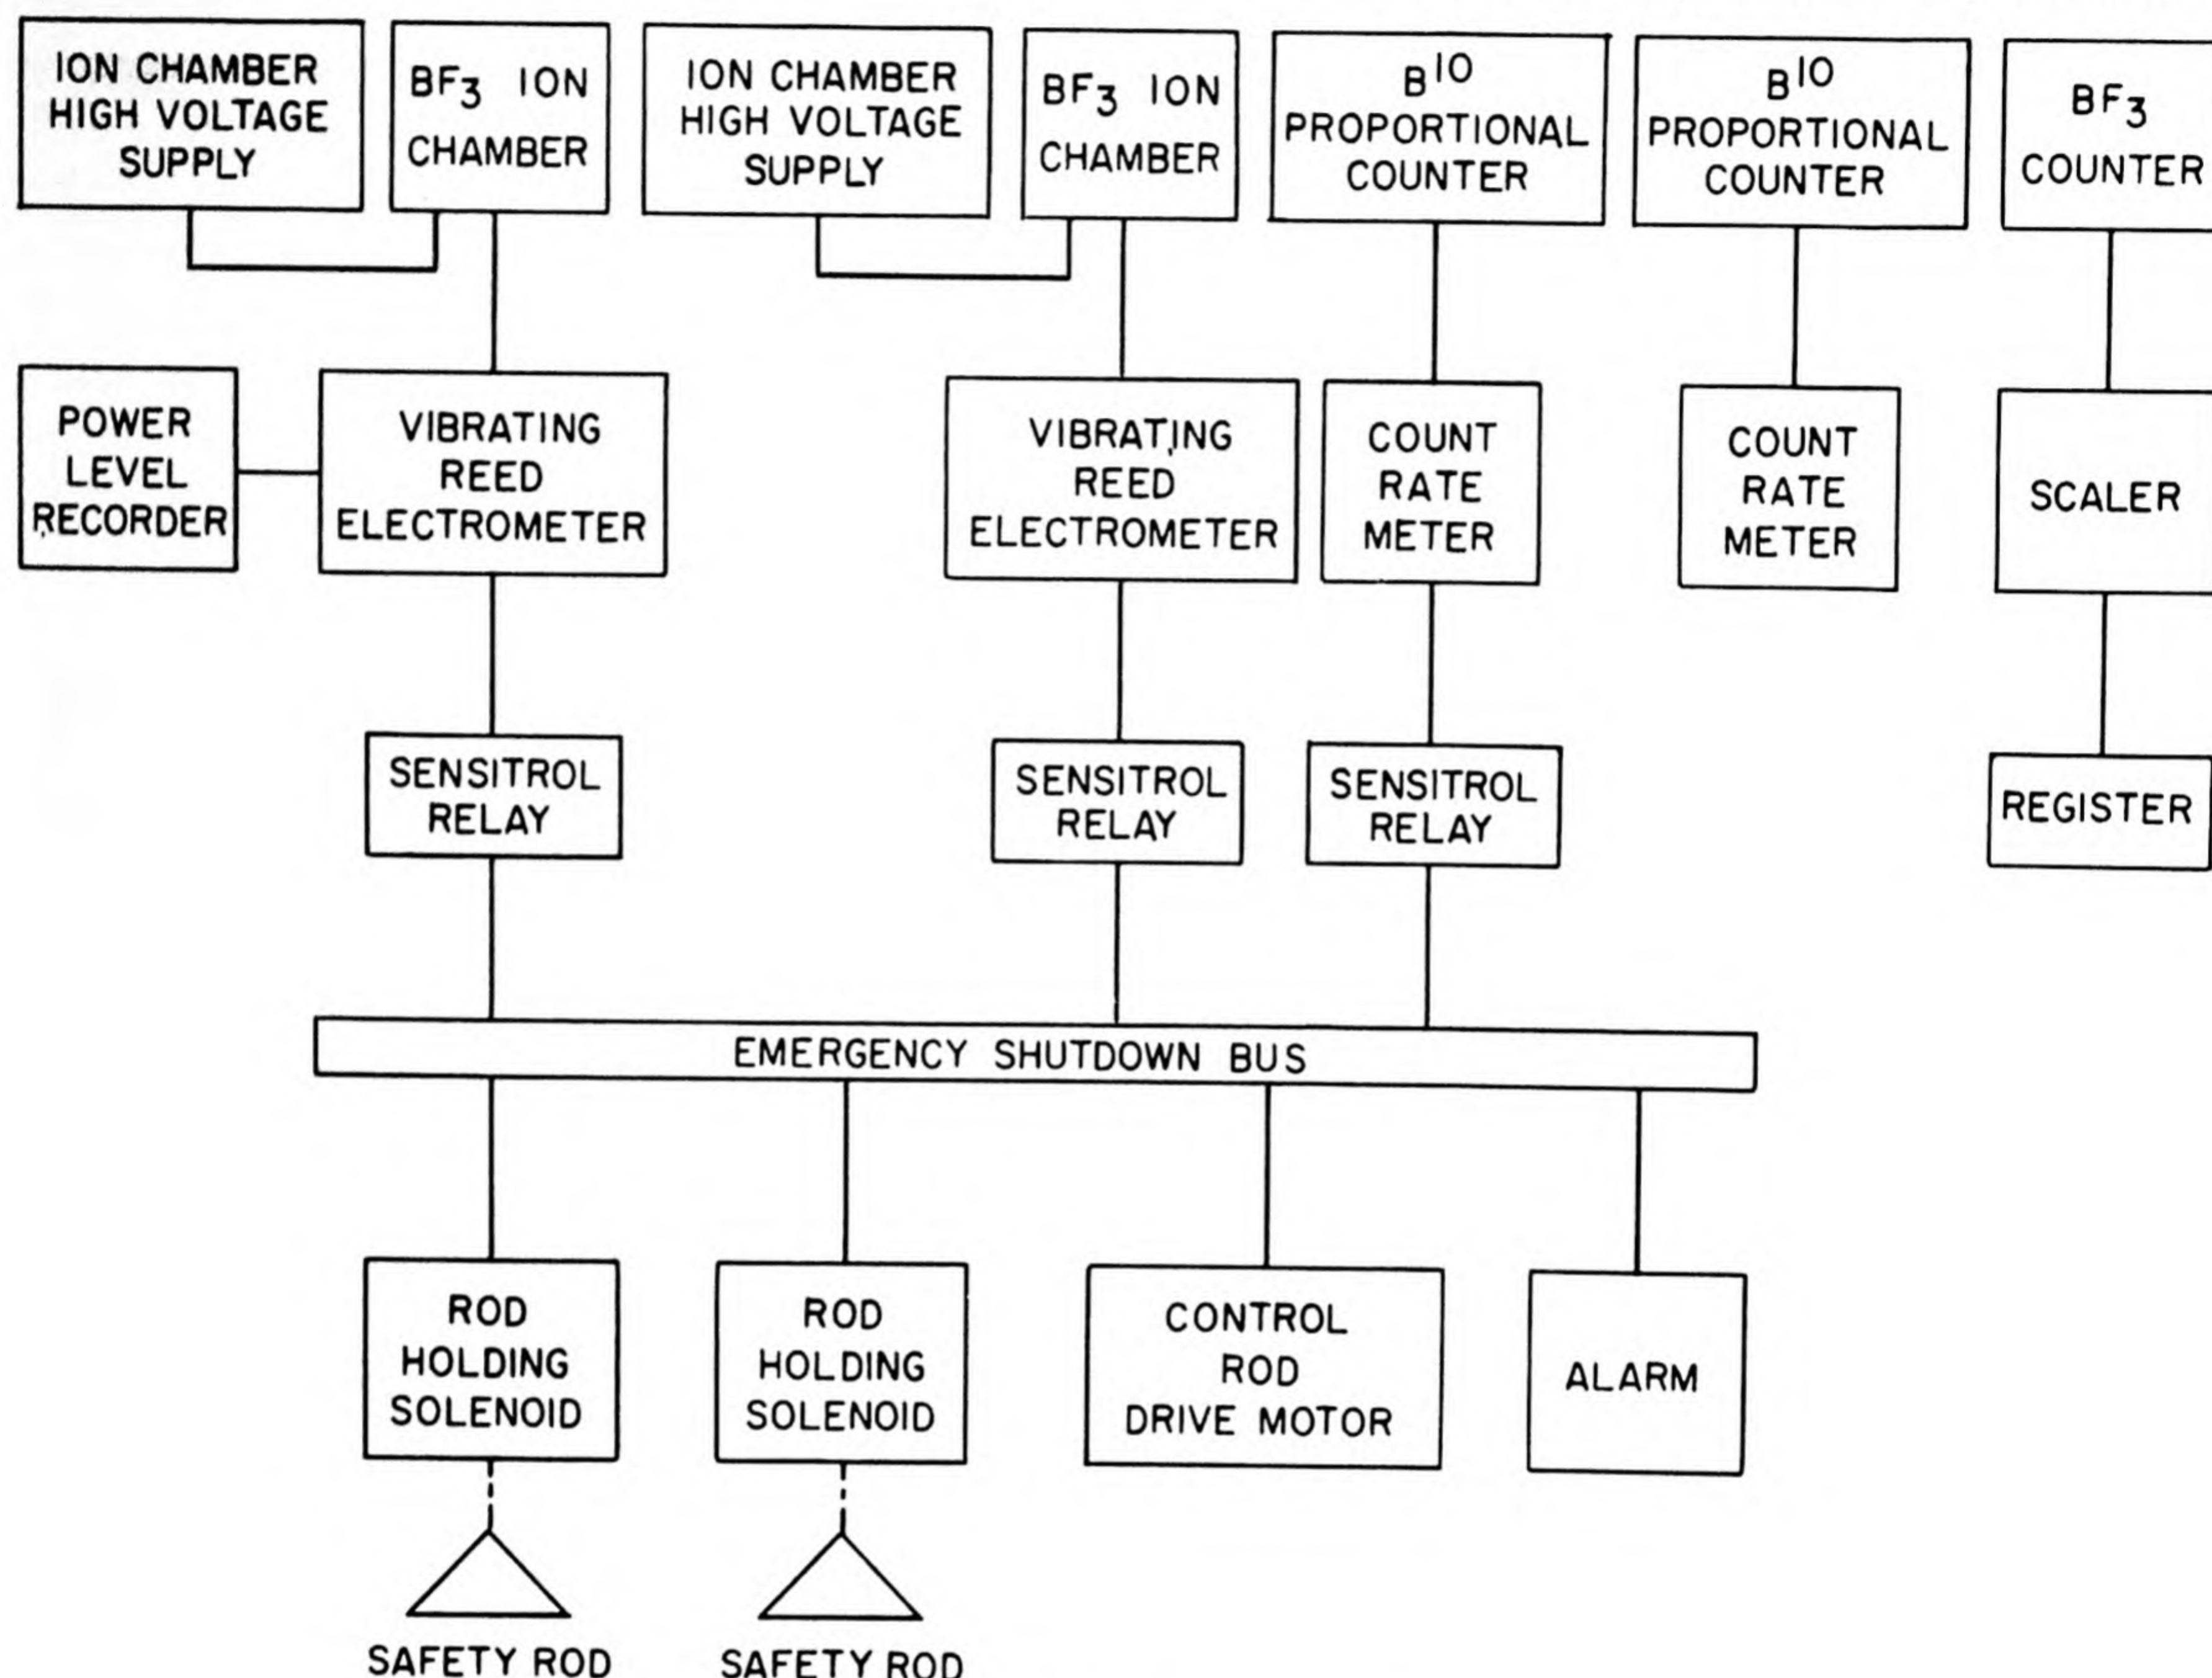 ION CHAMBER
HIGH VOLTAGE
SUPPLY
BF₃ ION
CHAMBER
ION CHAMBER
HIGH VOLTAGE
SUPPLY
BF₃ ION
CHAMBER
B¹⁰
PROPORTIONAL
COUNTER
B¹⁰
PROPORTIONAL
COUNTER
BF₃
COUNTER
POWER
LEVEL
RECORDER
VIBRATING
REED
ELECTROMETER
VIBRATING
REED
ELECTROMETER
COUNT
RATE
METER
COUNT
RATE
METER
SCALER
SENSITROL
RELAY
SENSITROL
RELAY
SENSITROL
RELAY
REGISTER
EMERGENCY SHUTDOWN BUS
ROD
HOLDING
SOLENOID
ROD
HOLDING
SOLENOID
CONTROL
ROD
DRIVE MOTOR
ALARM
SAFETY ROD
SAFETY ROD